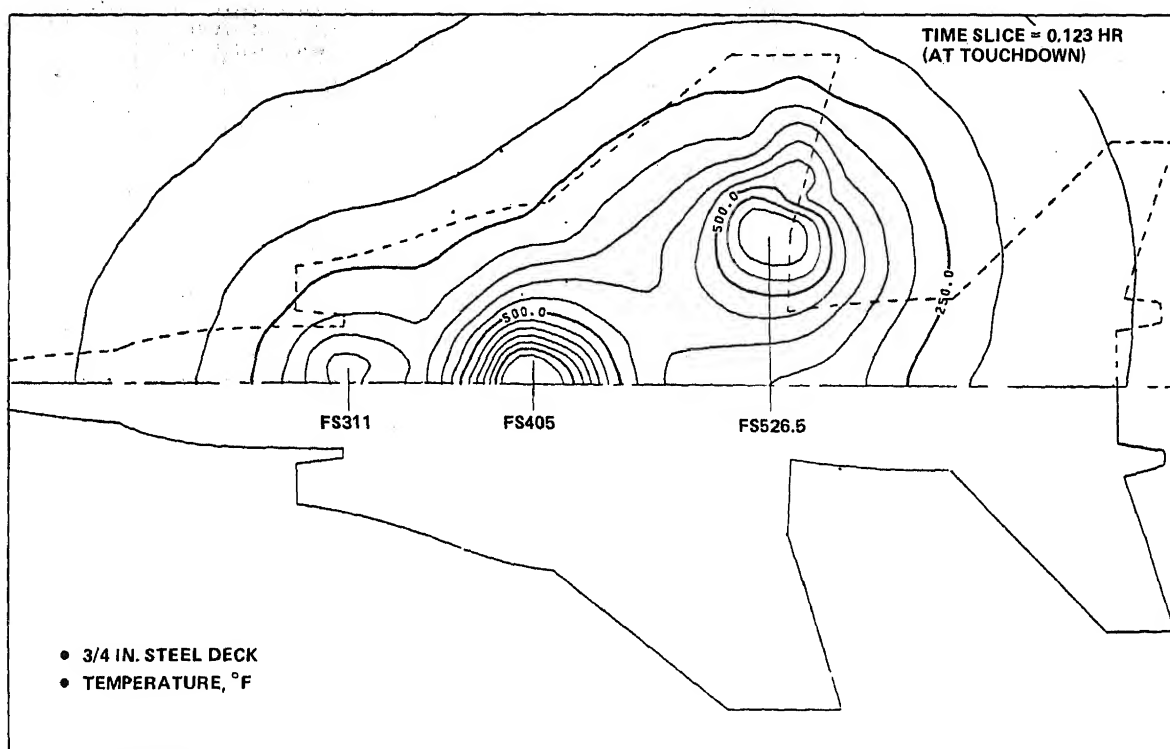 TIME SLICE = 0.123 HR
(AT TOUCHDOWN)
500.0
500.0
250.0
FS311
FS405
FS526.5
• 3/4 IN. STEEL DECK
• TEMPERATURE, °F